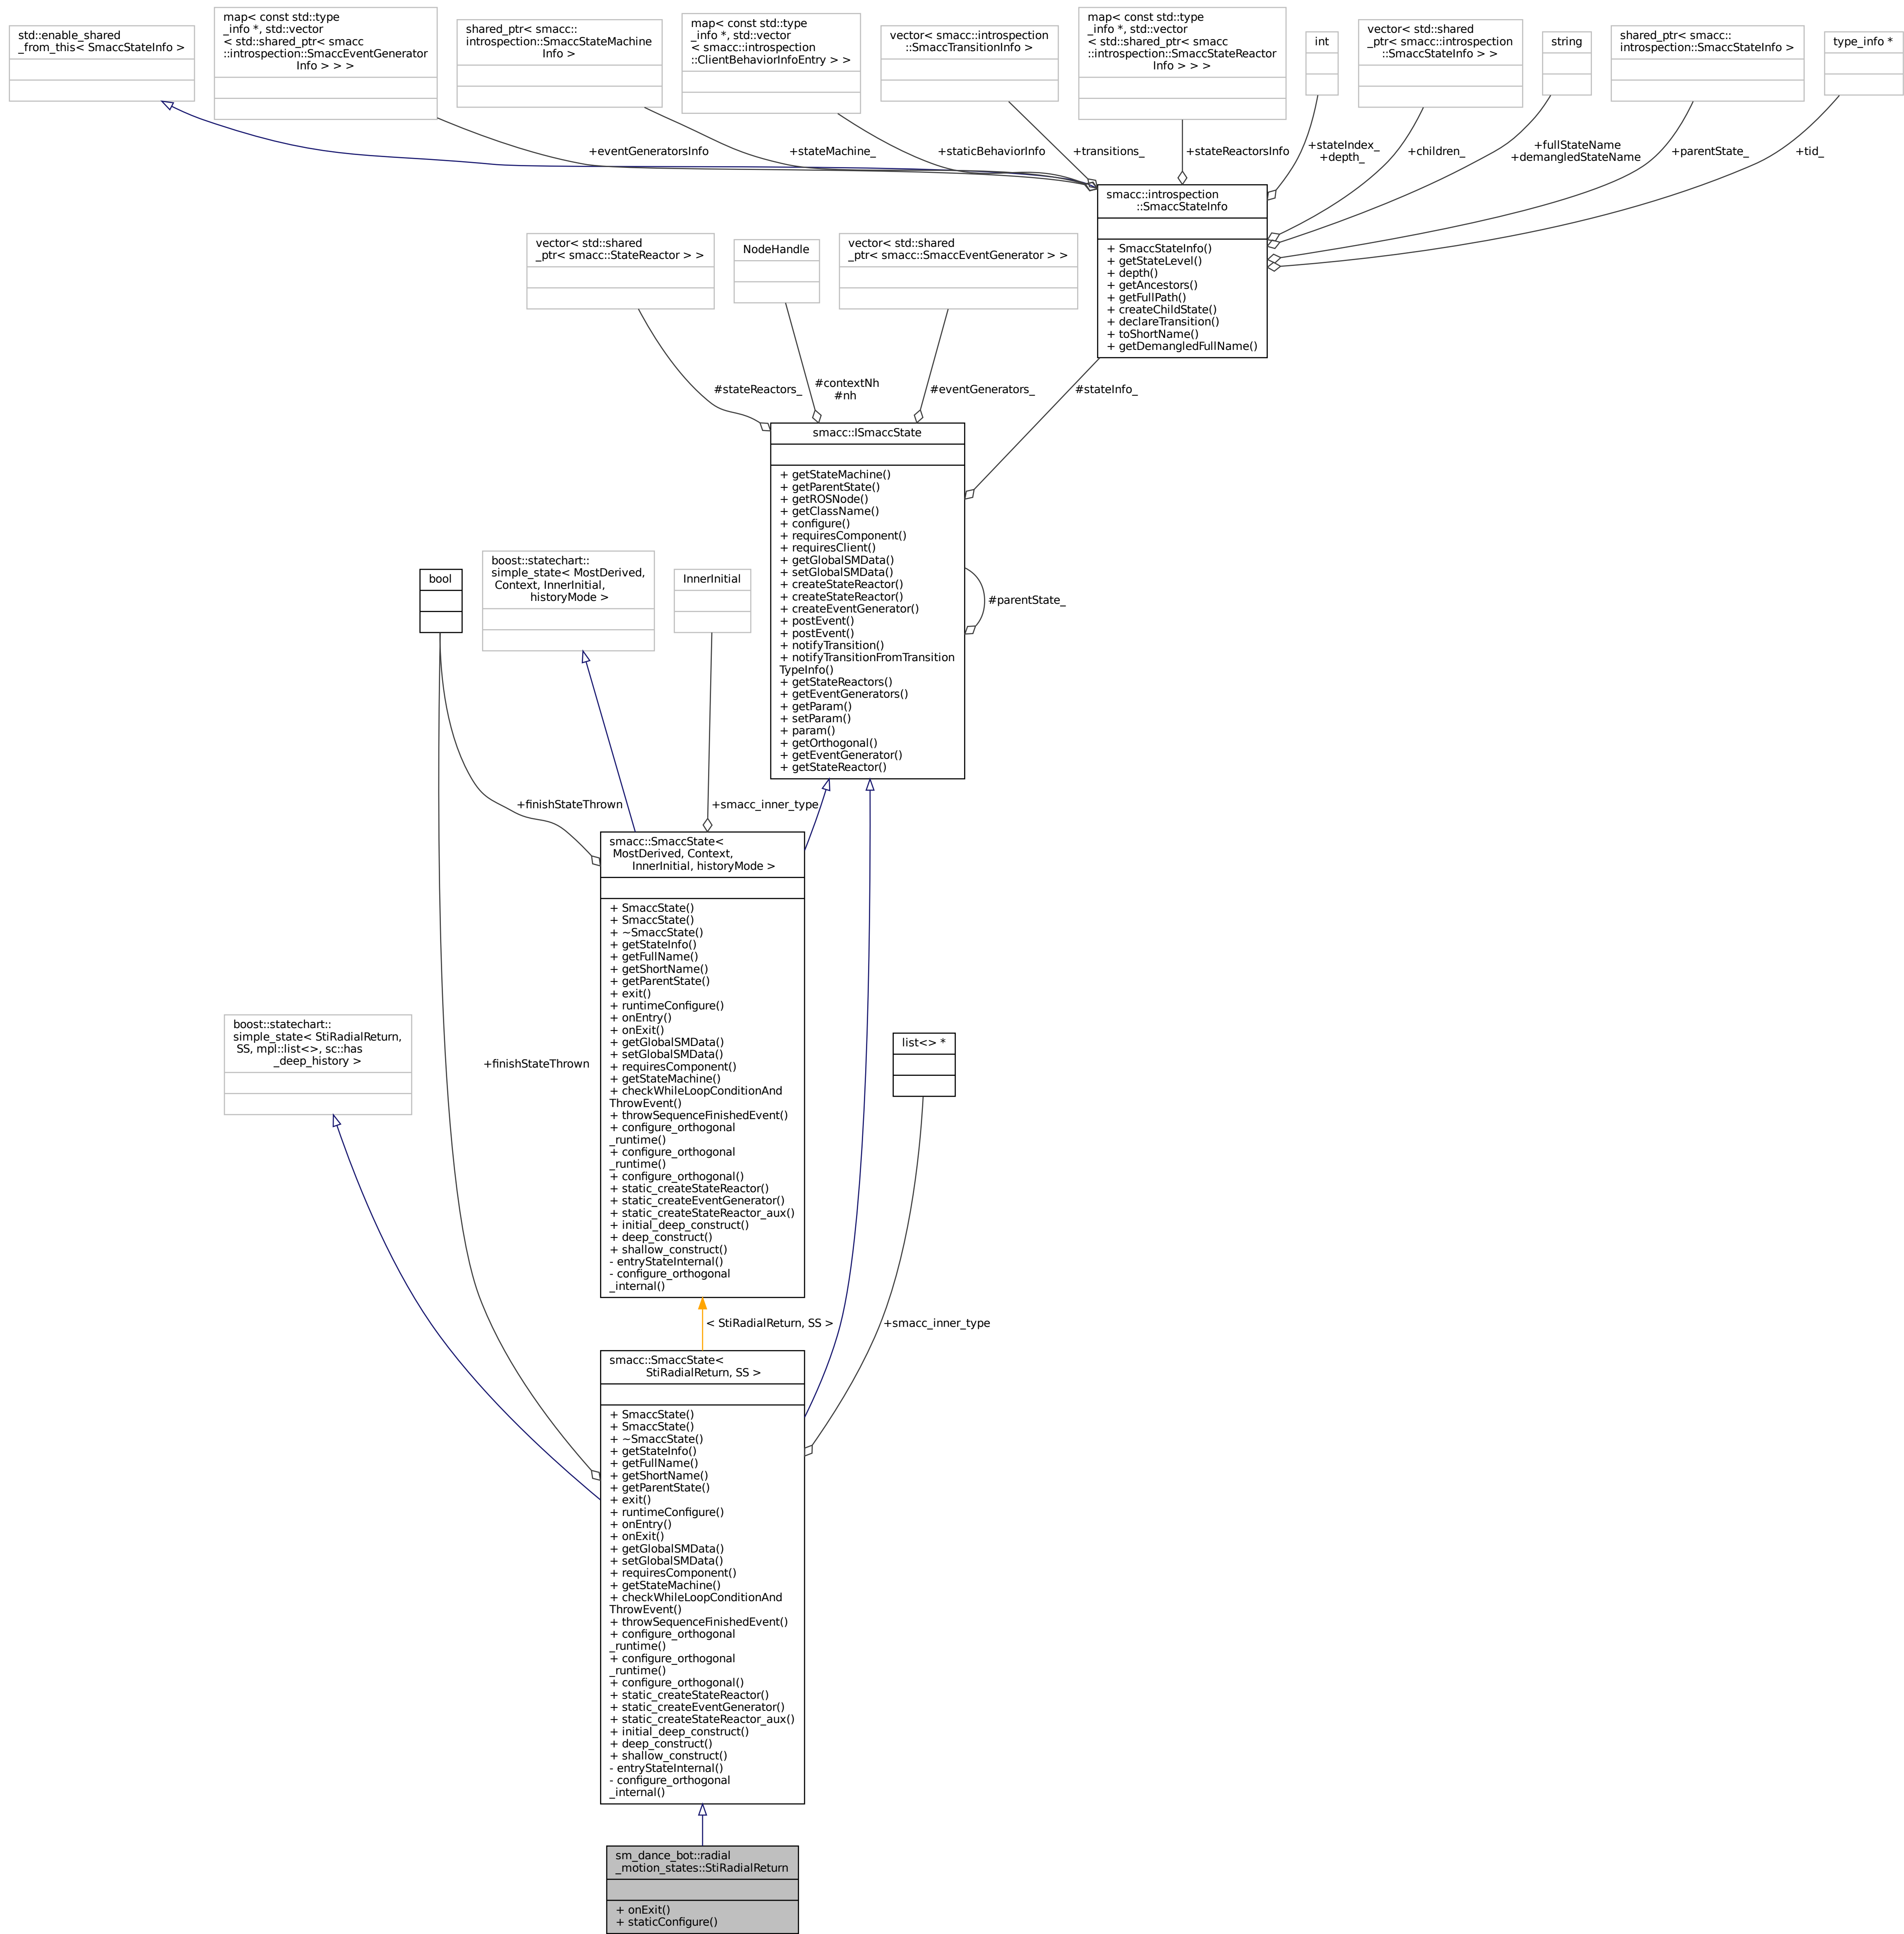 std::enable_shared
_from_this< SmaccStateInfo >
map< const std::type
_info *, std::vector
< std::shared_ptr< smacc
::introspection::SmaccEventGenerator
Info > > >
shared_ptr< smacc::
introspection::SmaccStateMachine
Info >
map< const std::type
_info *, std::vector
< smacc::introspection
::ClientBehaviorInfoEntry > >
vector< smacc::introspection
::SmaccTransitionInfo >
map< const std::type
_info *, std::vector
< std::shared_ptr< smacc
::introspection::SmaccStateReactor
Info > > >
int
vector< std::shared
_ptr< smacc::introspection
::SmaccStateInfo > >
string
shared_ptr< smacc::
introspection::SmaccStateInfo >
type_info *
+eventGeneratorsInfo
+stateMachine_
+staticBehaviorInfo
+transitions_
+stateReactorsInfo
+stateIndex_
+depth_
+children_
+fullStateName
+demangledStateName
+parentState_
+tid_
smacc::introspection
::SmaccStateInfo
+ SmaccStateInfo()
+ getStateLevel()
+ depth()
+ getAncestors()
+ getFullPath()
+ createChildState()
+ declareTransition()
+ toShortName()
+ getDemangledFullName()
vector< std::shared
_ptr< smacc::StateReactor > >
NodeHandle
vector< std::shared
_ptr< smacc::SmaccEventGenerator > >
#stateReactors_
#contextNh
#nh
#eventGenerators_
#stateInfo_
smacc::ISmaccState
+ getStateMachine()
+ getParentState()
+ getROSNode()
+ getClassName()
+ configure()
+ requiresComponent()
+ requiresClient()
+ getGlobalSMData()
+ setGlobalSMData()
+ createStateReactor()
+ createStateReactor()
+ createEventGenerator()
+ postEvent()
+ postEvent()
+ notifyTransition()
+ notifyTransitionFromTransition
TypeInfo()
+ getStateReactors()
+ getEventGenerators()
+ getParam()
+ setParam()
+ param()
+ getOrthogonal()
+ getEventGenerator()
+ getStateReactor()
#parentState_
bool
boost::statechart::
simple_state< MostDerived,
Context, InnerInitial,
historyMode >
InnerInitial
+finishStateThrown
+smacc_inner_type
smacc::SmaccState<
MostDerived, Context,
InnerInitial, historyMode >
+ SmaccState()
+ SmaccState()
+ ~SmaccState()
+ getStateInfo()
+ getFullName()
+ getShortName()
+ getParentState()
+ exit()
+ runtimeConfigure()
+ onEntry()
+ onExit()
+ getGlobalSMData()
+ setGlobalSMData()
+ requiresComponent()
+ getStateMachine()
+ checkWhileLoopConditionAnd
ThrowEvent()
+ throwSequenceFinishedEvent()
+ configure_orthogonal
_runtime()
+ configure_orthogonal
_runtime()
+ configure_orthogonal()
+ static_createStateReactor()
+ static_createEventGenerator()
+ static_createStateReactor_aux()
+ initial_deep_construct()
+ deep_construct()
+ shallow_construct()
- entryStateInternal()
- configure_orthogonal
_internal()
boost::statechart::
simple_state< StiRadialReturn,
SS, mpl::list<>, sc::has
_deep_history >
+finishStateThrown
list<> *
< StiRadialReturn, SS >
+smacc_inner_type
smacc::SmaccState<
StiRadialReturn, SS >
+ SmaccState()
+ SmaccState()
+ ~SmaccState()
+ getStateInfo()
+ getFullName()
+ getShortName()
+ getParentState()
+ exit()
+ runtimeConfigure()
+ onEntry()
+ onExit()
+ getGlobalSMData()
+ setGlobalSMData()
+ requiresComponent()
+ getStateMachine()
+ checkWhileLoopConditionAnd
ThrowEvent()
+ throwSequenceFinishedEvent()
+ configure_orthogonal
_runtime()
+ configure_orthogonal
_runtime()
+ configure_orthogonal()
+ static_createStateReactor()
+ static_createEventGenerator()
+ static_createStateReactor_aux()
+ initial_deep_construct()
+ deep_construct()
+ shallow_construct()
- entryStateInternal()
- configure_orthogonal
_internal()
sm_dance_bot::radial
_motion_states::StiRadialReturn
+ onExit()
+ staticConfigure()